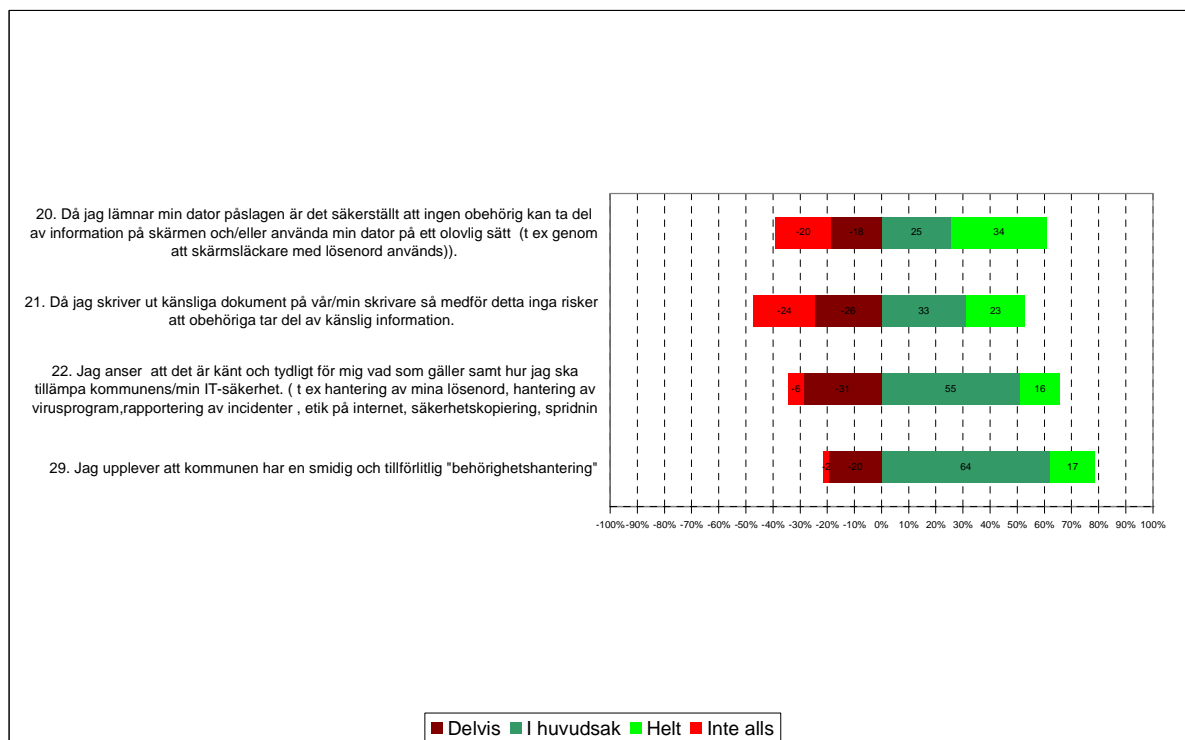 20. Då jag lämnar min dator påslagen är det säkerställt att ingen obehörig kan ta del
av information på skärmen och/eller använda min dator på ett olovlig sätt (t ex genom
att skärmsläckare med lösenord används)).
-20 -18 25 34
21. Då jag skriver ut känsliga dokument på vår/min skrivare så medför detta inga risker
att obehöriga tar del av känslig information.
-24 -26 33 23
22. Jag anser att det är känt och tydligt för mig vad som gäller samt hur jag ska
tillämpa kommunens/min IT-säkerhet. ( t ex hantering av mina lösenord, hantering av
virusprogram,rapportering av incidenter , etik på internet, säkerhetskopiering, spridnin
-6 -31 55 16
29. Jag upplever att kommunen har en smidig och tillförlitlig "behörighetshantering"
-2 -20 64 17
-100% -90% -80% -70% -60% -50% -40% -30% -20% -10% 0% 10% 20% 30% 40% 50% 60% 70% 80% 90% 100%
Delvis I huvudsak Helt Inte alls